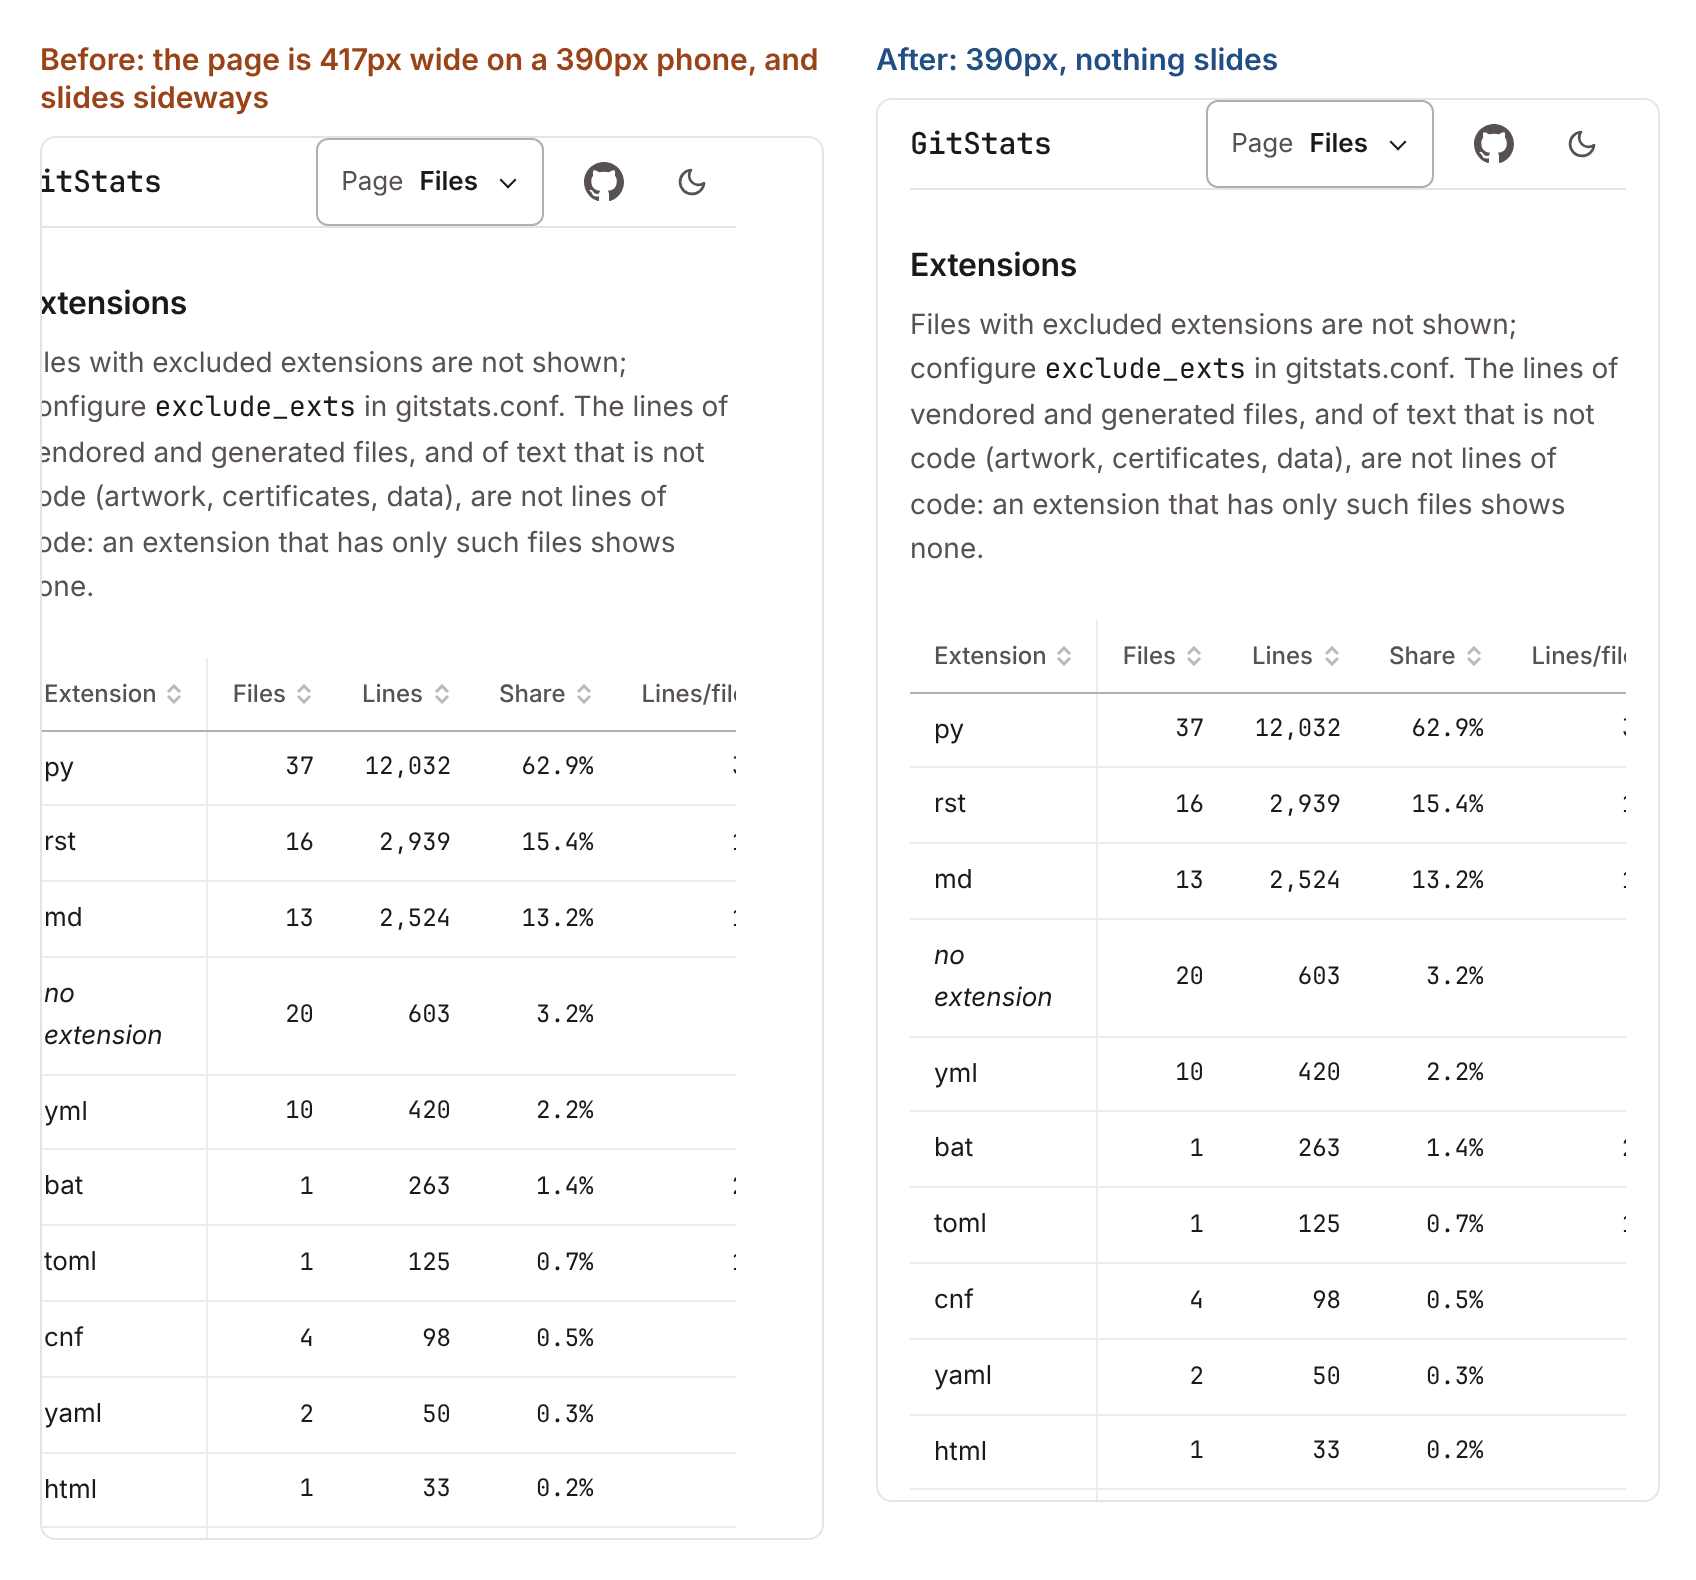 Before: the page is 417px wide on a 390px phone, and
slides sideways
itStats
Page Files
xtensions
les with excluded extensions are not shown;
onfigure exclude_exts in gitstats.conf. The lines of
endored and generated files, and of text that is not
ode (artwork, certificates, data), are not lines of
ode: an extension that has only such files shows
one.
Extension Files Lines Share Lines/file
py 37 12,032 62.9%
rst 16 2,939 15.4%
md 13 2,524 13.2%
no
extension 20 603 3.2%
yml 10 420 2.2%
bat 1 263 1.4%
toml 1 125 0.7%
cnf 4 98 0.5%
yaml 2 50 0.3%
html 1 33 0.2%
After: 390px, nothing slides
GitStats
Page Files
Extensions
Files with excluded extensions are not shown;
configure exclude_exts in gitstats.conf. The lines of
vendored and generated files, and of text that is not
code (artwork, certificates, data), are not lines of
code: an extension that has only such files shows
none.
Extension Files Lines Share Lines/file
py 37 12,032 62.9%
rst 16 2,939 15.4%
md 13 2,524 13.2%
no
extension 20 603 3.2%
yml 10 420 2.2%
bat 1 263 1.4%
toml 1 125 0.7%
cnf 4 98 0.5%
yaml 2 50 0.3%
html 1 33 0.2%